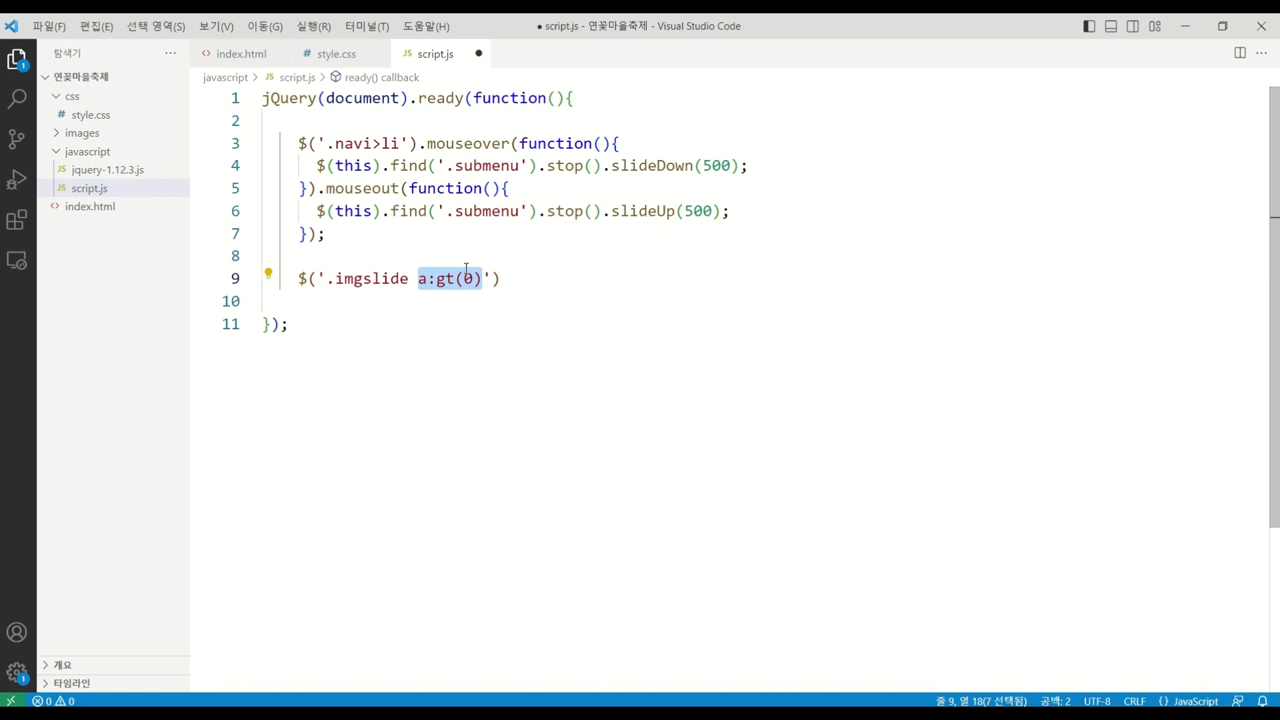 파일(F) 편집(E) 선택 영역(S) 보기(V) 이동(G) 실행(R) 터미널(T) 도움말(H) ● script.js - 연꽃마을축제 - Visual Studio Code
탐색기 ···
index.html style.css JS script.js ●
연꽃마을축제
css
# style.css
images
javascript
JS jquery-1.12.3.js
JS script.js
<> index.html
javascript > JS script.js > ready() callback
1 jQuery(document).ready(function(){
2
3 $('.navi>li').mouseover(function(){
4 $(this).find('.submenu').stop().slideDown(500);
5 }).mouseout(function(){
6 $(this).find('.submenu').stop().slideUp(500);
7 });
8
9 $('.imgslide a:gt(0)')
10
11 });
1
1
개요
타임라인
0 0 줄 9, 열 18(7 선택됨) 공백: 2 UTF-8 CRLF {} JavaScript